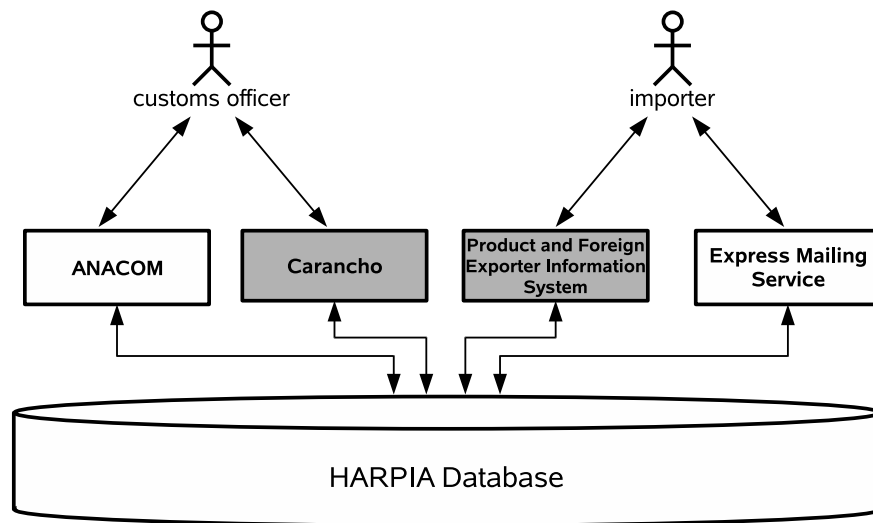 customs officer
importer
ANACOM
Carancho
Product and Foreign
Exporter Information
System
Express Mailing
Service
HARPIA Database